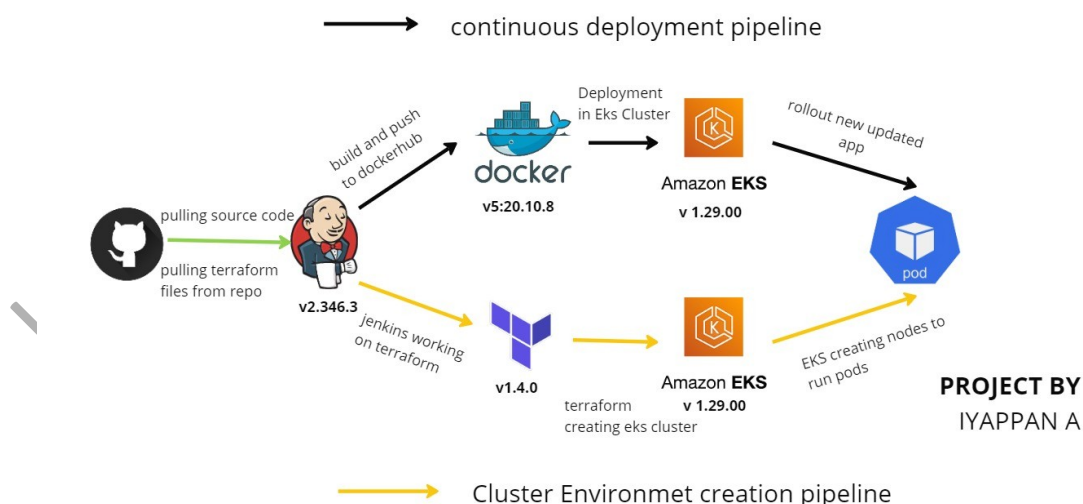 continuous deployment pipeline
build and push
to dockerhub
docker
v5:20.10.8
Deployment
in Eks Cluster
Amazon EKS
v 1.29.00
rollout new updated
app
pulling source code
pulling terraform
files from repo
v2.346.3
pod
jenkins working
on terraform
v1.4.0
terraform
creating eks cluster
Amazon EKS
v 1.29.00
EKS creating nodes to
run pods
PROJECT BY
IYAPPAN A
Cluster Environmet creation pipeline